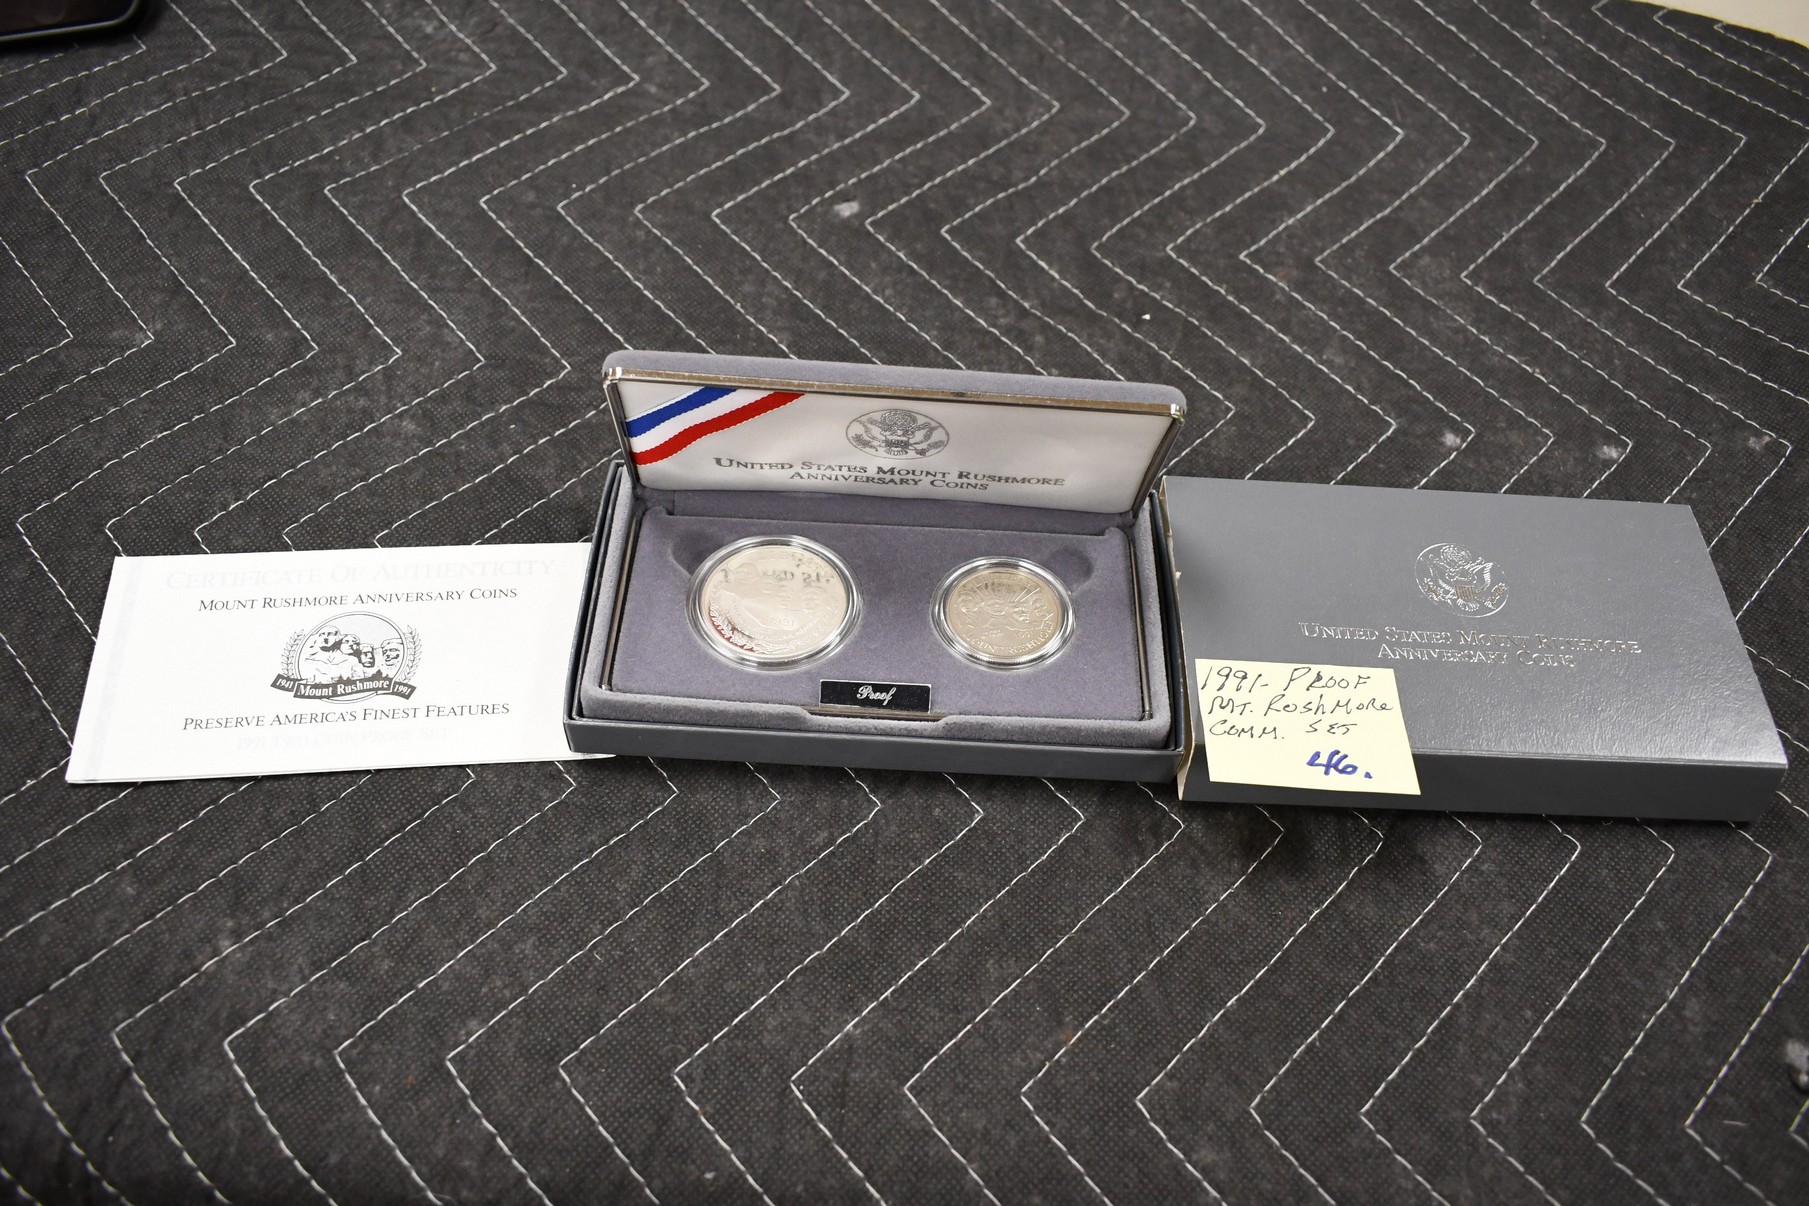 CERTIFICATE OF AUTHENTICITY
MOUNT RUSHMORE ANNIVERSARY COINS
1941 Mount Rushmore 1991
PRESERVE AMERICA'S FINEST FEATURES
UNITED STATES MOUNT RUSHMORE
ANNIVERSARY COINS
Proof
UNITED STATES MOUNT RUSHMORE
ANNIVERSARY COINS
1991- PROOF
MT. RUSHMORE
COMM. SET
46.